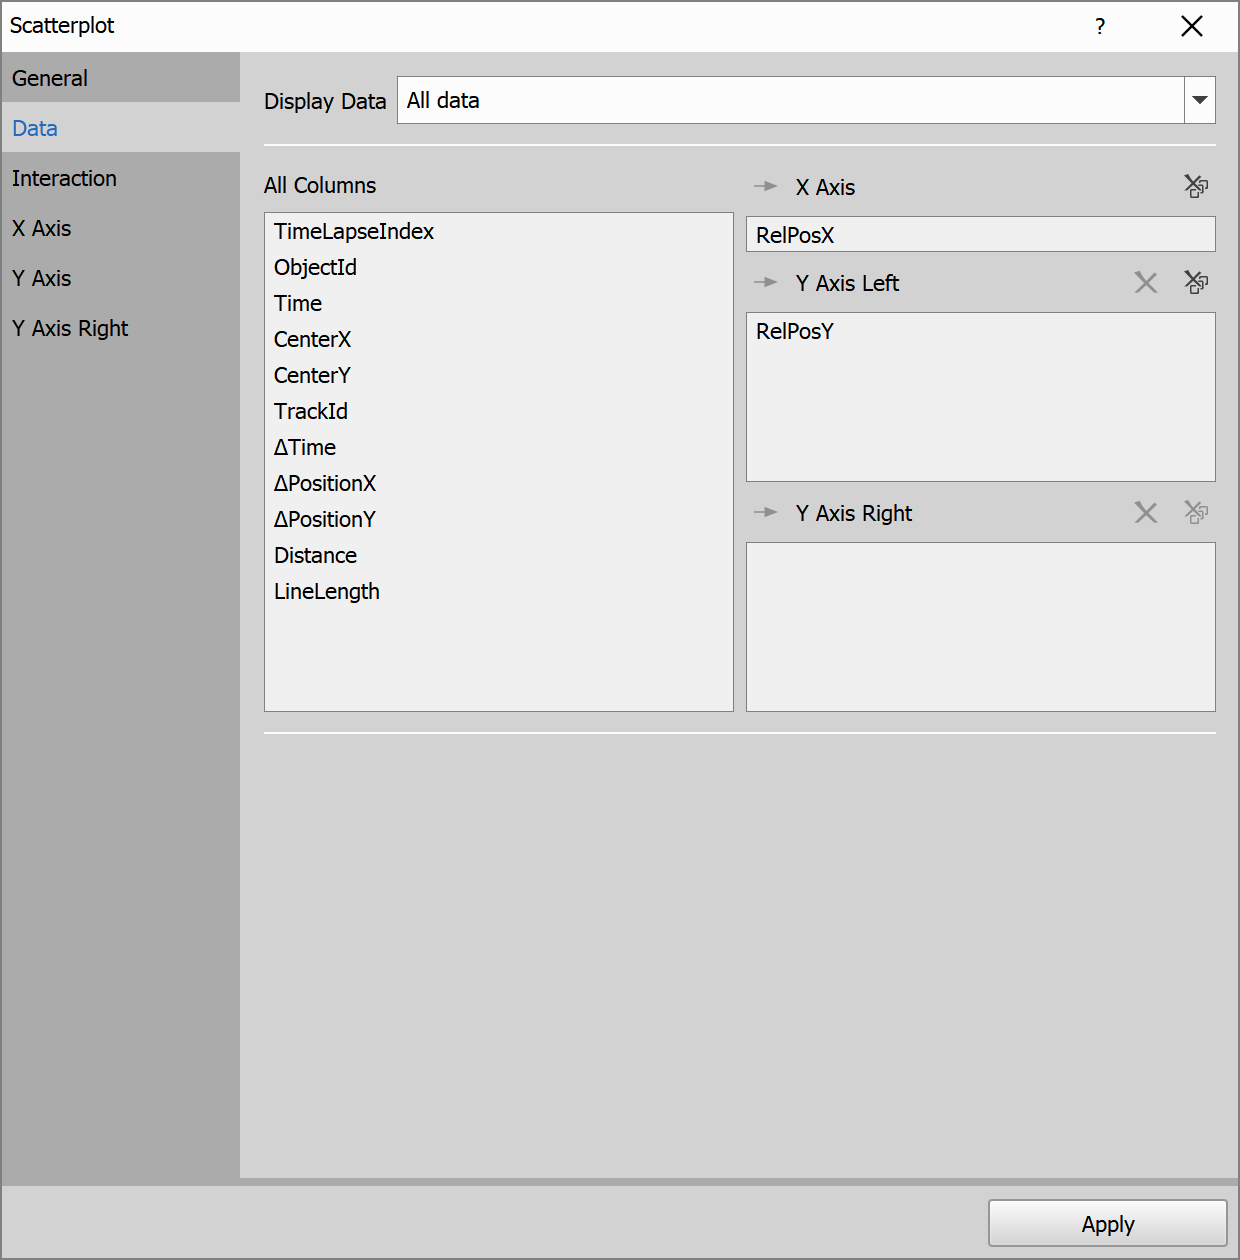 Scatterplot
?
General
Data
Interaction
X Axis
Y Axis
Y Axis Right
Display Data
All data
All Columns
TimeLapseIndex
ObjectId
Time
CenterX
CenterY
TrackId
ΔTime
ΔPositionX
ΔPositionY
Distance
LineLength
X Axis
RelPosX
Y Axis Left
RelPosY
Y Axis Right
Apply